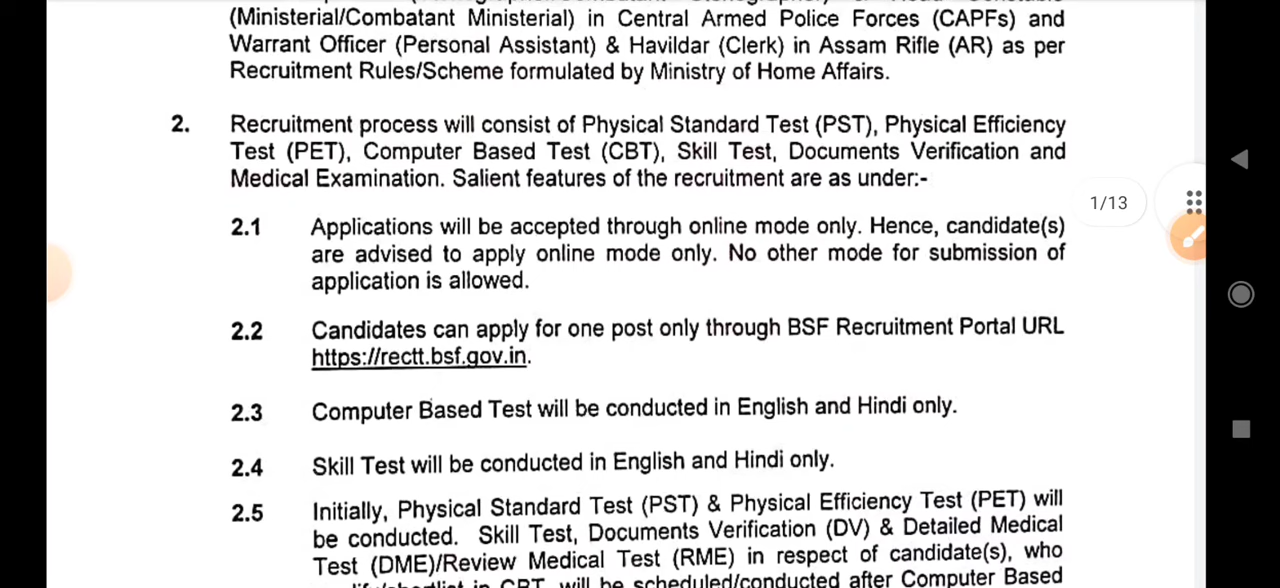 (Ministerial/Combatant Ministerial) in Central Armed Police Forces (CAPFs) and
Warrant Officer (Personal Assistant) & Havildar (Clerk) in Assam Rifle (AR) as per
Recruitment Rules/Scheme formulated by Ministry of Home Affairs.
2. Recruitment process will consist of Physical Standard Test (PST), Physical Efficiency
Test (PET), Computer Based Test (CBT), Skill Test, Documents Verification and
Medical Examination. Salient features of the recruitment are as under:-
1/13
2.1 Applications will be accepted through online mode only. Hence, candidate(s)
are advised to apply online mode only. No other mode for submission of
application is allowed.
2.2 Candidates can apply for one post only through BSF Recruitment Portal URL
https://rectt.bsf.gov.in.
2.3 Computer Based Test will be conducted in English and Hindi only.
2.4 Skill Test will be conducted in English and Hindi only.
2.5 Initially, Physical Standard Test (PST) & Physical Efficiency Test (PET) will
be conducted. Skill Test, Documents Verification (DV) & Detailed Medical
Test (DME)/Review Medical Test (RME) in respect of candidate(s), who
in CBT, will be scheduled/conducted after Computer Based